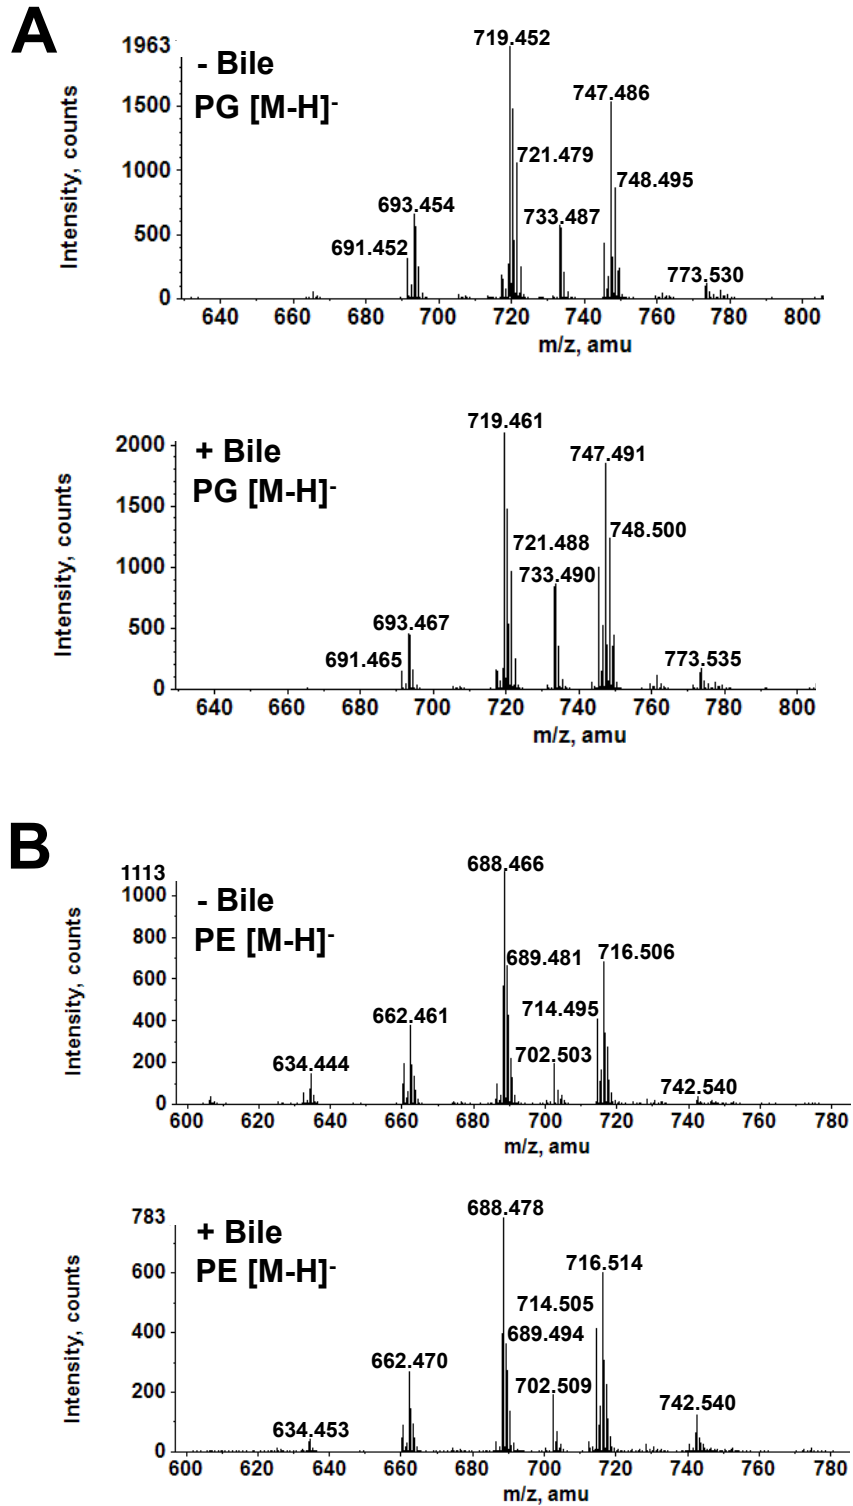 A
1963
719.452
- Bile
PG [M-H]-
747.486
1500
721.479
748.495
1000
693.454
733.487
500
691.452
773.530
0
640 660 680 700 720 740 760 780 800
m/z, amu
Intensity, counts
719.461
2000
+ Bile
PG [M-H]-
747.491
1500
748.500
721.488
1000
733.490
693.467
500
691.465
773.535
0
640 660 680 700 720 740 760 780 800
m/z, amu
Intensity, counts
B
1113
688.466
1000
- Bile
PE [M-H]-
800
689.481
716.506
600
714.495
662.461
400
702.503
634.444
200
742.540
0
600 620 640 660 680 700 720 740 760 780
m/z, amu
Intensity, counts
783
688.478
+ Bile
PE [M-H]-
716.514
600
714.505
689.494
400
662.470
702.509
742.540
200
634.453
0
600 620 640 660 680 700 720 740 760 780
m/z, amu
Intensity, counts